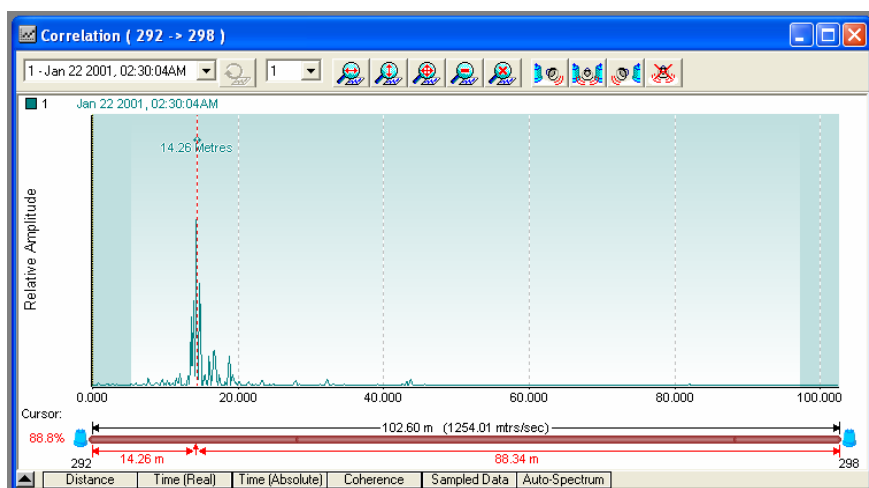 Correlation ( 292 -> 298 )
1 - Jan 22 2001, 02:30:04AM 1
1 Jan 22 2001, 02:30:04AM
14.26 Metres
Relative Amplitude
0.000 20.000 40.000 60.000 80.000 100.000
Cursor:
102.60 m (1254.01 mtrs/sec)
88.8%
14.26 m 88.34 m
292 298
Distance Time (Real) Time (Absolute) Coherence Sampled Data Auto-Spectrum